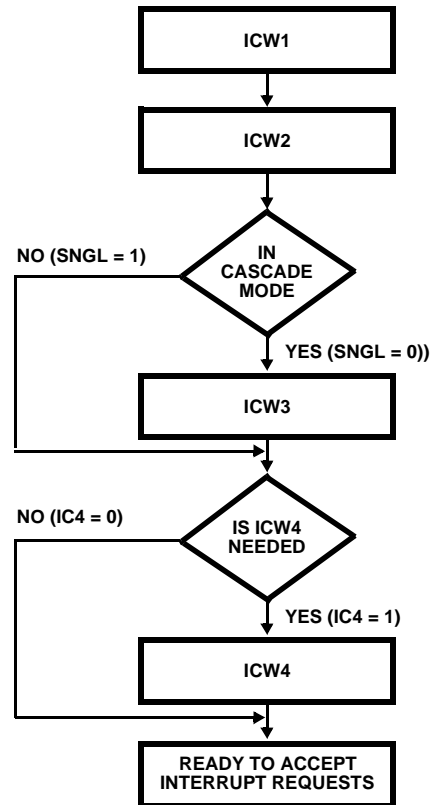 ICW1
ICW2
IN
CASCADE
MODE
NO (SNGL = 1)
YES (SNGL = 0))
ICW3
IS ICW4
NEEDED
NO (IC4 = 0)
YES (IC4 = 1)
ICW4
READY TO ACCEPT
INTERRUPT REQUESTS